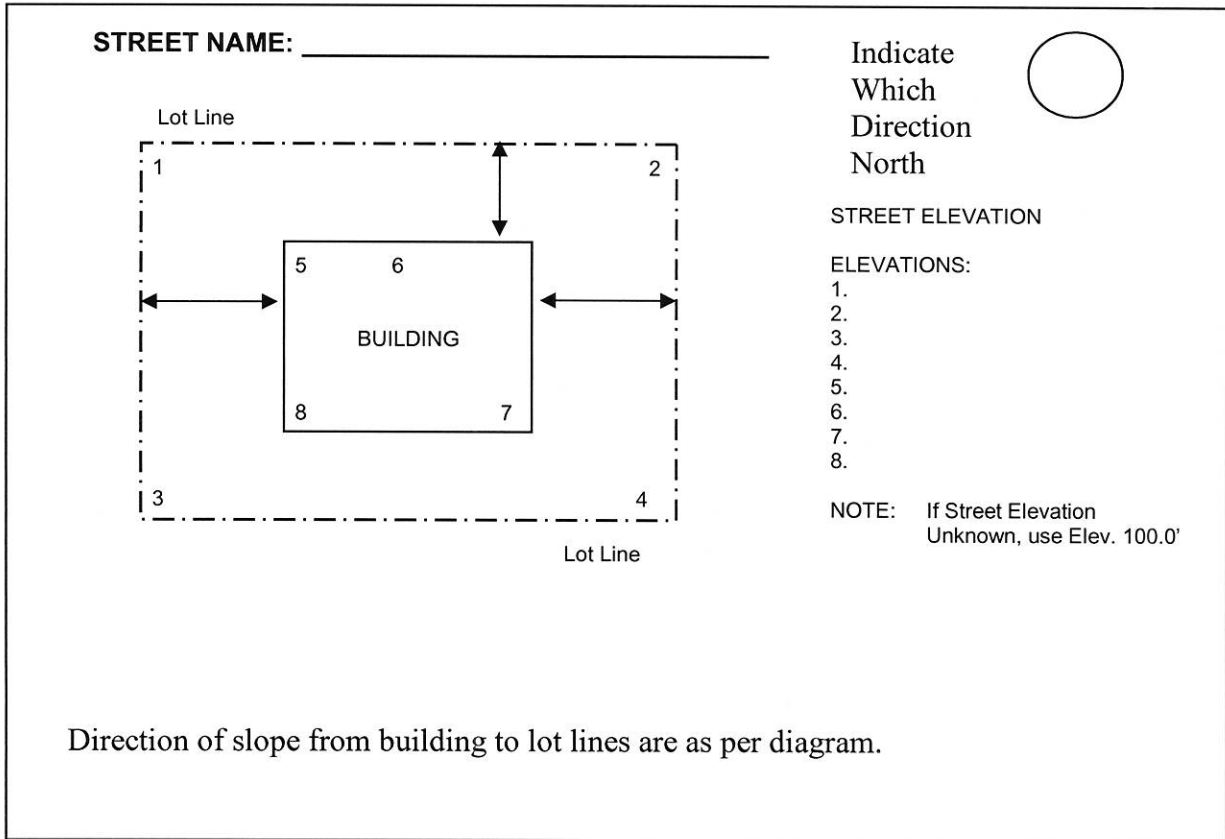 STREET NAME:
Indicate
Which
Direction
North
Lot Line
1
2
5
6
BUILDING
8
7
3
4
Lot Line
STREET ELEVATION
ELEVATIONS:
1.
2.
3.
4.
5.
6.
7.
8.
NOTE: If Street Elevation
Unknown, use Elev. 100.0'
Direction of slope from building to lot lines are as per diagram.